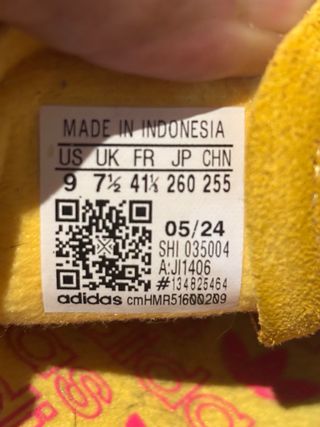 MADE IN INDONESIA
US UK FR JP CHN
9 7½ 41⅓ 260 255
05/24
SHI 035004
A:JI1406
#134825464
adidas cmHMR51600209